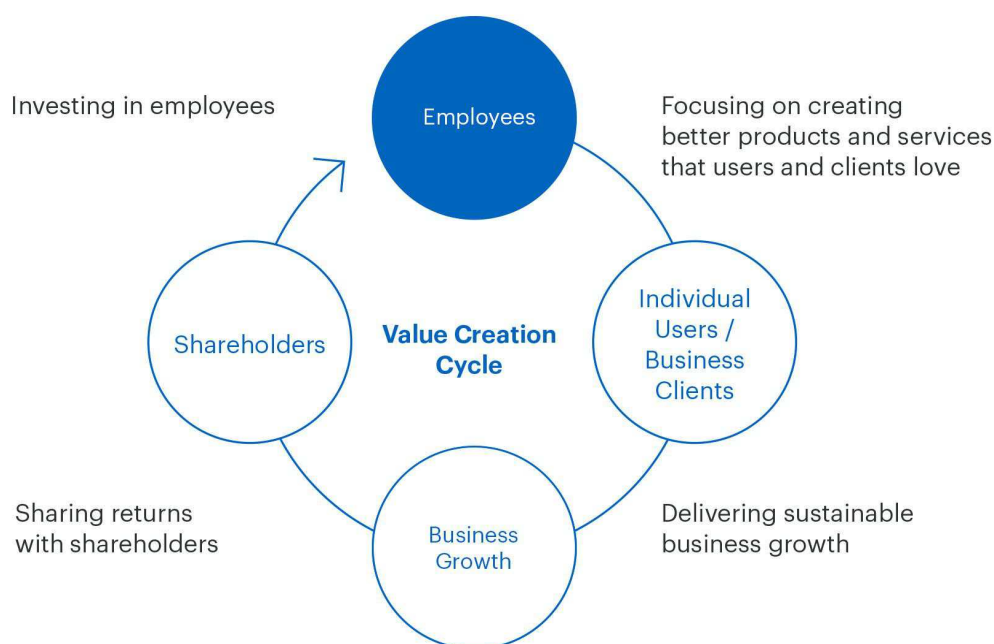 Employees
Investing in employees
Focusing on creating
better products and services
that users and clients love
Individual
Users /
Business
Clients
Shareholders
Value Creation
Cycle
Sharing returns
with shareholders
Business
Growth
Delivering sustainable
business growth